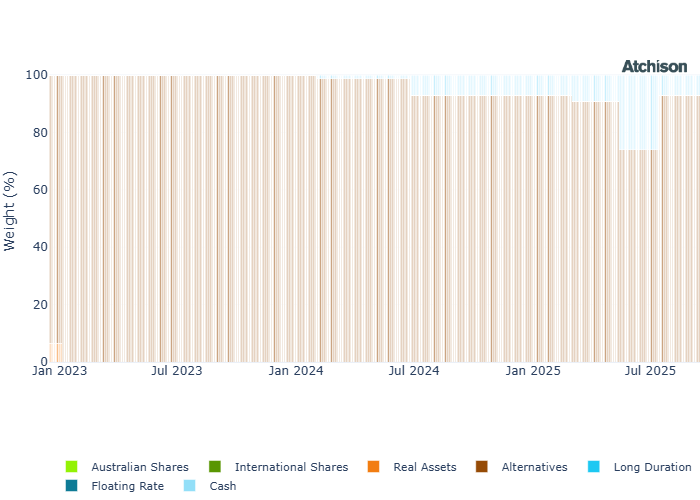 Atchison
100
80
60
40
20
0
Weight (%)
Jan 2023 Jul 2023 Jan 2024 Jul 2024 Jan 2025 Jul 2025
Australian Shares International Shares Real Assets Alternatives Long Duration
Floating Rate Cash